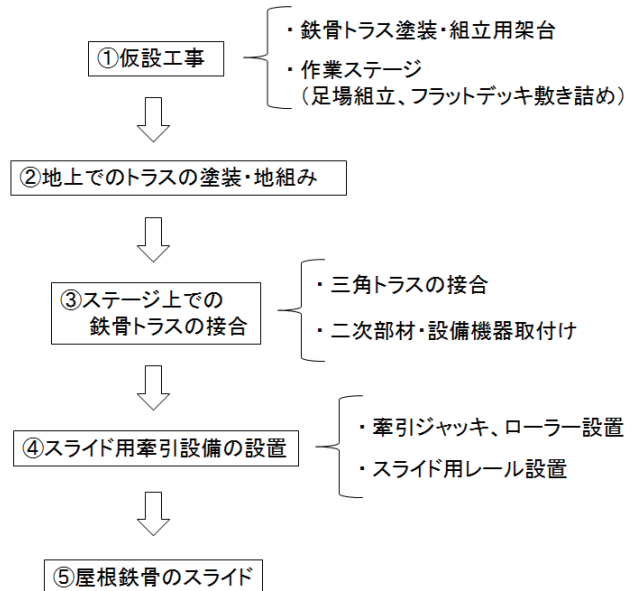 ①仮設工事
・鉄骨トラス塗装・組立用架台
・作業ステージ
（足場組立、フラットデッキ敷き詰め）
②地上でのトラスの塗装・地組み
③ステージ上での
鉄骨トラスの接合
・三角トラスの接合
・二次部材・設備機器取付け
④スライド用牽引設備の設置
・牽引ジャッキ、ローラー設置
・スライド用レール設置
⑤屋根鉄骨のスライド